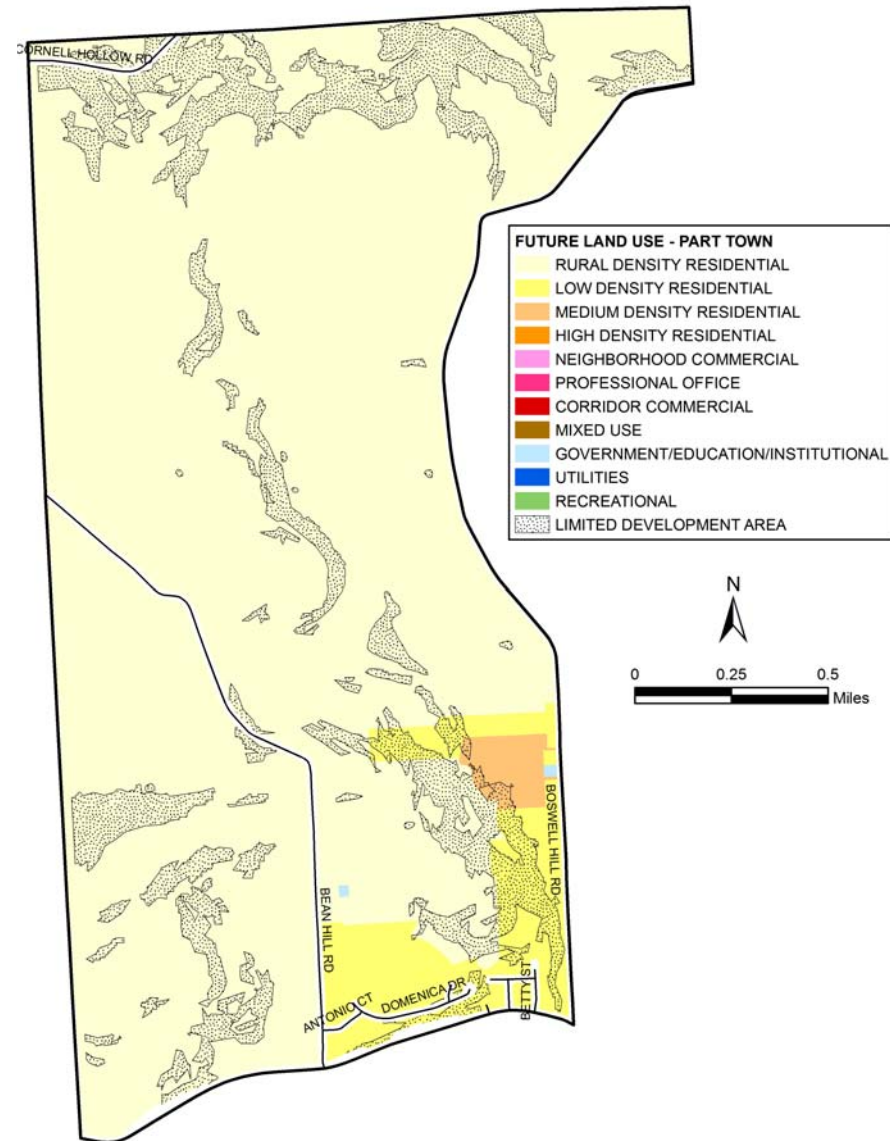 CORNELL HOLLOW RD
FUTURE LAND USE - PART TOWN
RURAL DENSITY RESIDENTIAL
LOW DENSITY RESIDENTIAL
MEDIUM DENSITY RESIDENTIAL
HIGH DENSITY RESIDENTIAL
NEIGHBORHOOD COMMERCIAL
PROFESSIONAL OFFICE
CORRIDOR COMMERCIAL
MIXED USE
GOVERNMENT/EDUCATION/INSTITUTIONAL
UTILITIES
RECREATIONAL
LIMITED DEVELOPMENT AREA
N
0 0.25 0.5
Miles
BOSWELL HILL RD
BEAN HILL RD
ANTONIO CT
DOMENICA DR
BETTY ST